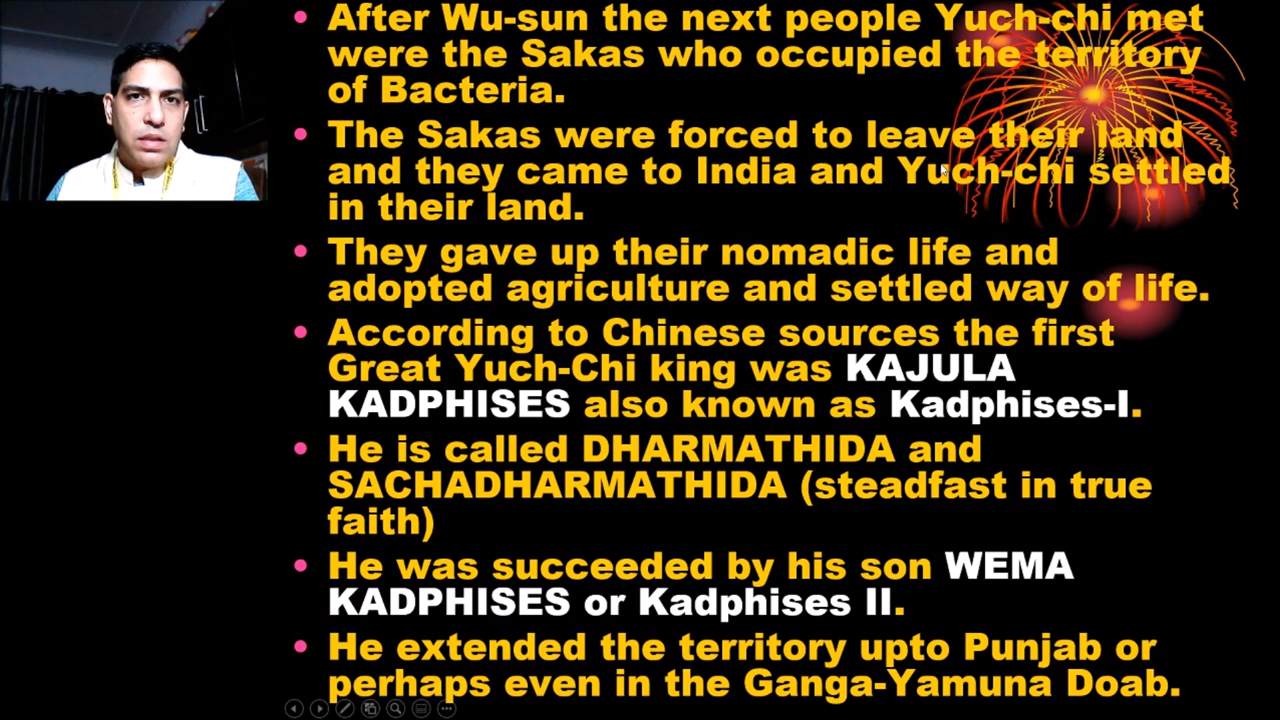 After Wu-sun the next people Yuch-chi met
were the Sakas who occupied the territory
of Bacteria.
The Sakas were forced to leave their land
and they came to India and Yuch-chi settled
in their land.
They gave up their nomadic life and
adopted agriculture and settled way of life.
According to Chinese sources the first
Great Yuch-Chi king was KAJULA
KADPHISES also known as Kadphises-I.
He is called DHARMATHIDA and
SACHADHARMATHIDA (steadfast in true
faith)
He was succeeded by his son WEMA
KADPHISES or Kadphises II.
He extended the territory upto Punjab or
perhaps even in the Ganga-Yamuna Doab.